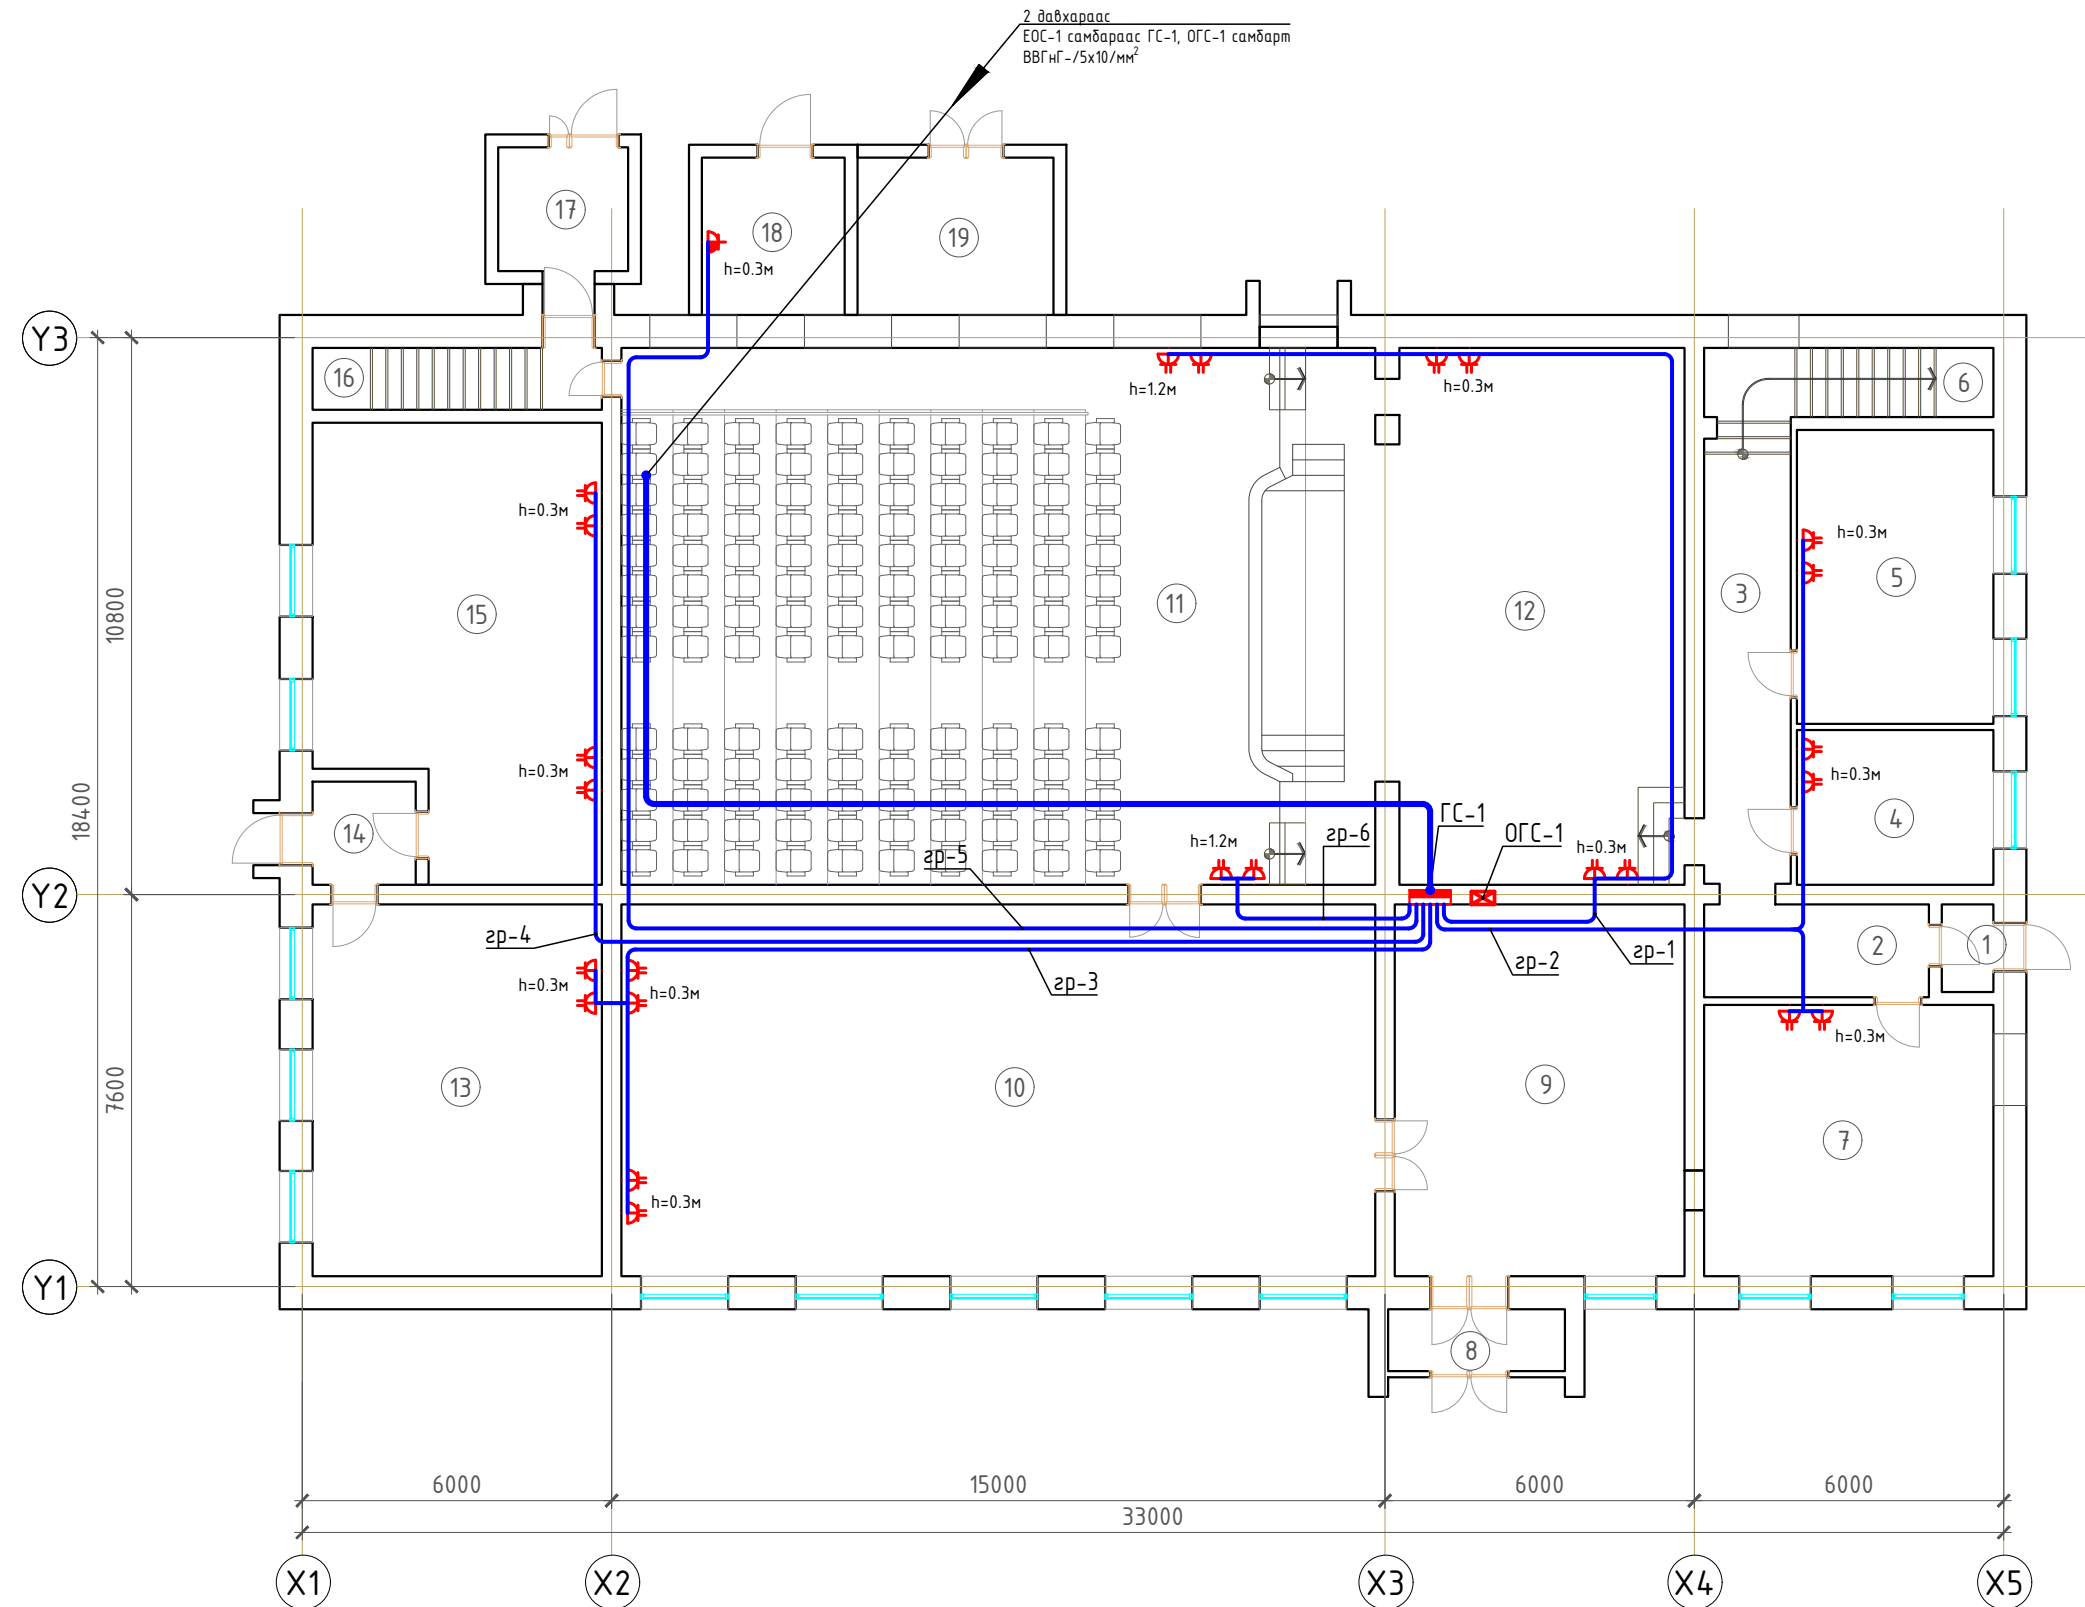 2 давхараас
ЕОС-1 самбараас ГС-1, ОГС-1 самбарт
ВВГнГ-/5х10/мм²
17
18
19
h=0.3м
Y3
16
h=1.2м
h=0.3м
6
h=0.3м
h=0.3м
5
10800
15
11
12
3
h=0.3м
h=0.3м
18400
14
4
ГС-1
ОГС-1
гр-6
h=1.2м
h=0.3м
гр-5
Y2
гр-4
гр-3
гр-2
гр-1
2
1
h=0.3м
h=0.3м
h=0.3м
7600
13
10
9
7
h=0.3м
Y1
8
6000
15000
6000
6000
33000
X1
X2
X3
X4
X5